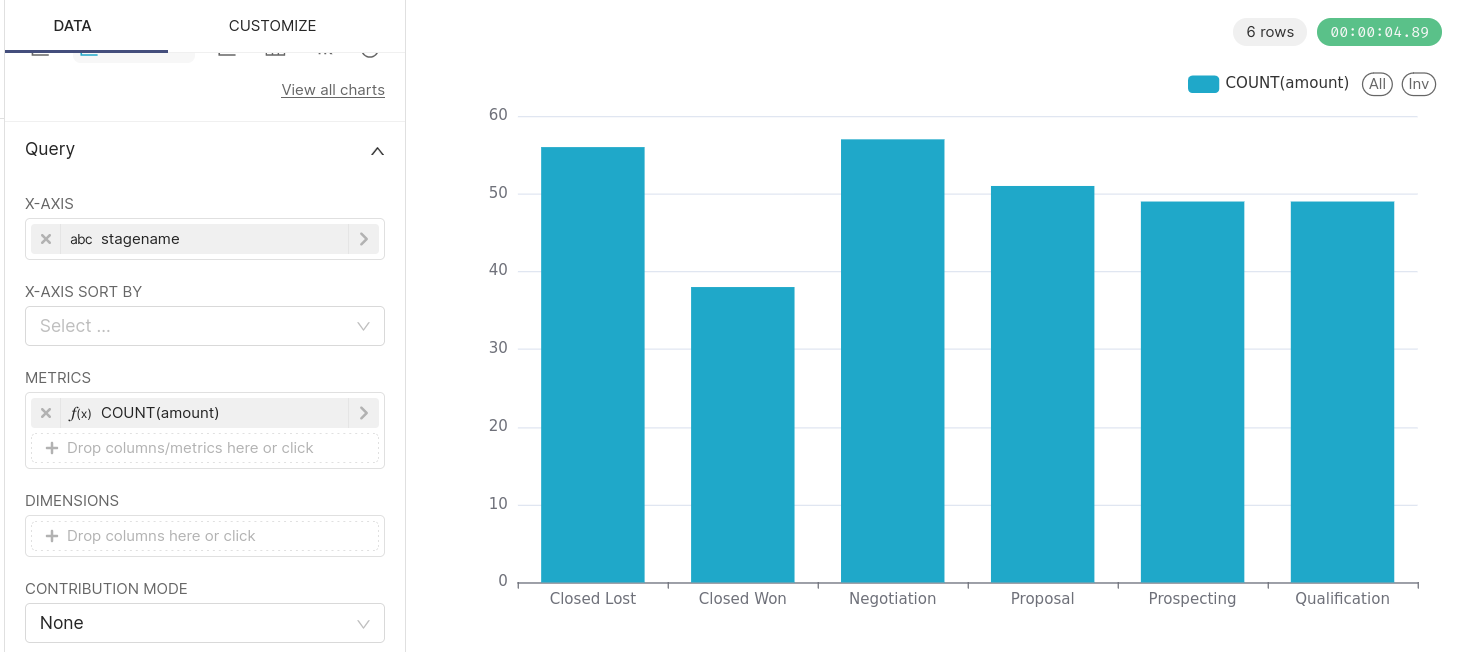 DATA CUSTOMIZE
View all charts
Query
X-AXIS
abc stagename
X-AXIS SORT BY
Select ...
METRICS
f(x) COUNT(amount)
Drop columns/metrics here or click
DIMENSIONS
Drop columns here or click
CONTRIBUTION MODE
None
6 rows 00:00:04.89
COUNT(amount) All Inv
60
50
40
30
20
10
0
Closed Lost Closed Won Negotiation Proposal Prospecting Qualification